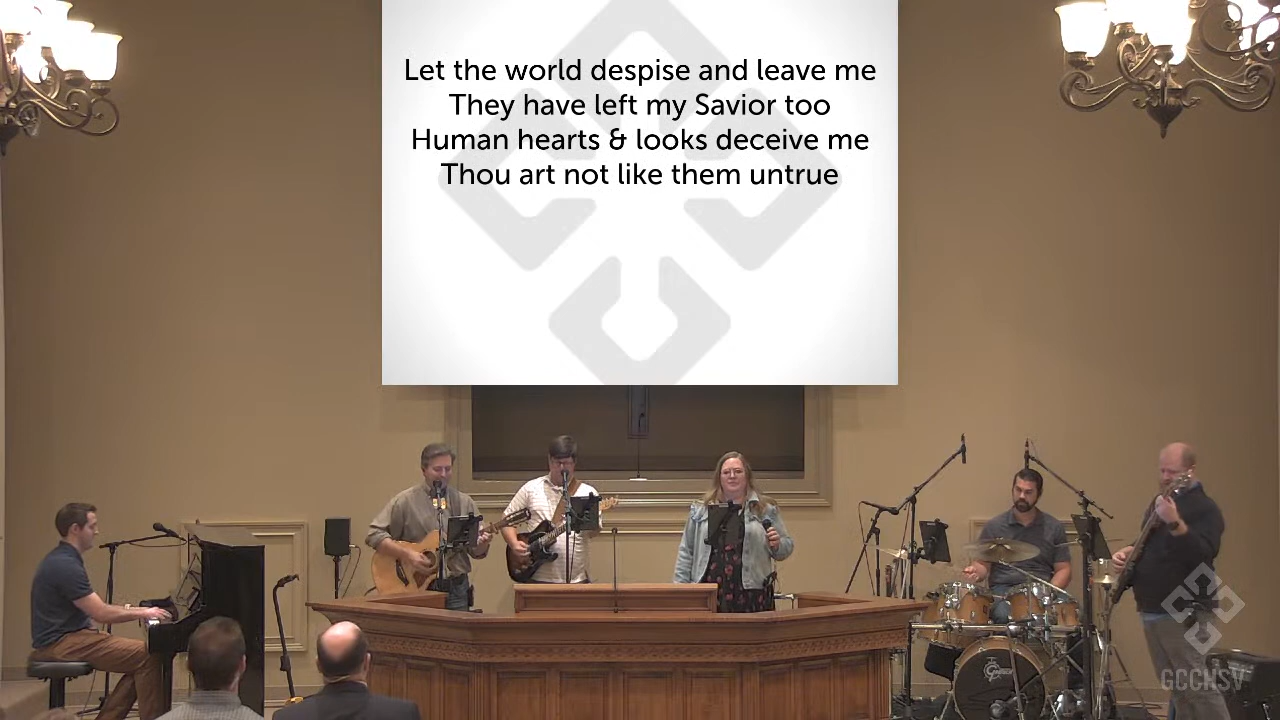 Let the world despise and leave me
They have left my Savior too
Human hearts & looks deceive me
Thou art not like them untrue
GCCHSV